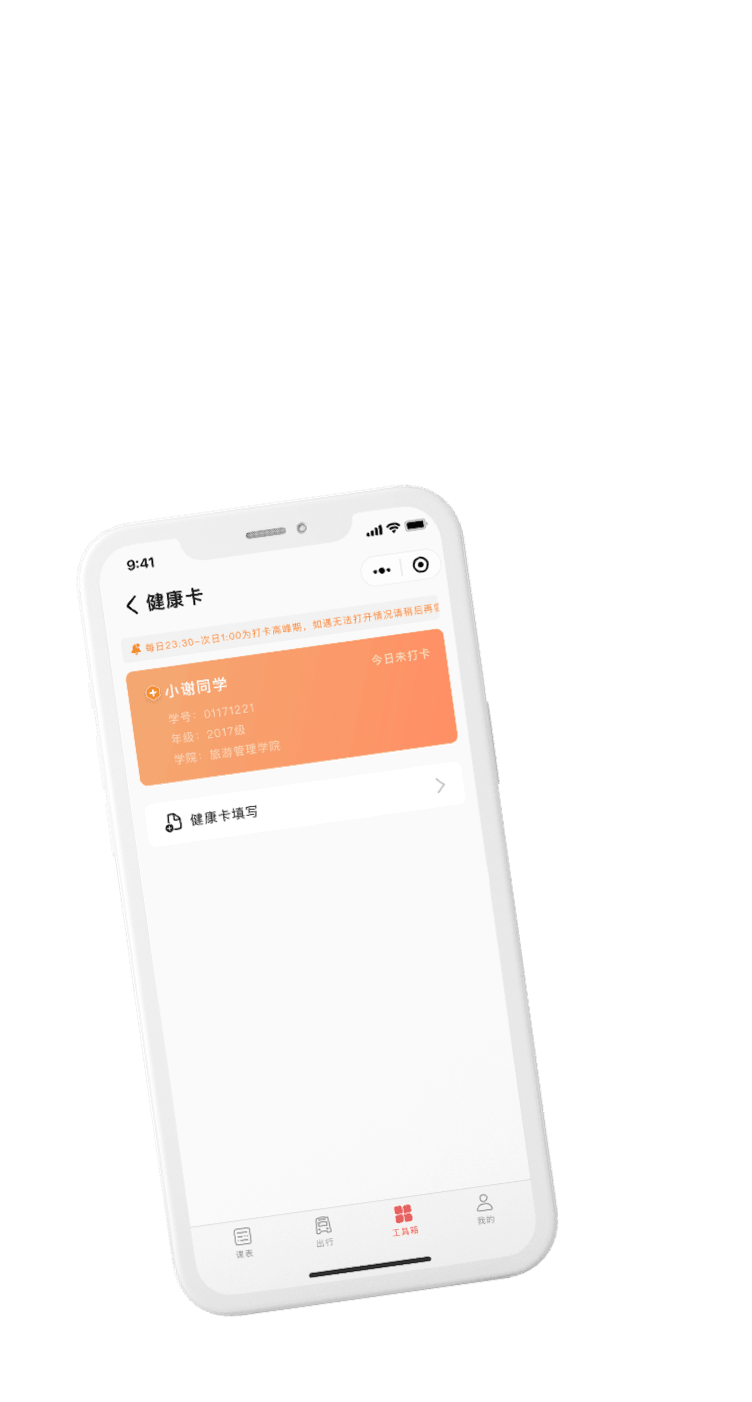 9:41
健康卡
每日23:30-次日1:00为打卡高峰期，如遇无法打开情况请稍后再
小谢同学
今日未打卡
学号：01171221
年级：2017级
学院：旅游管理学院
健康卡填写
课表
出行
工具箱
我的